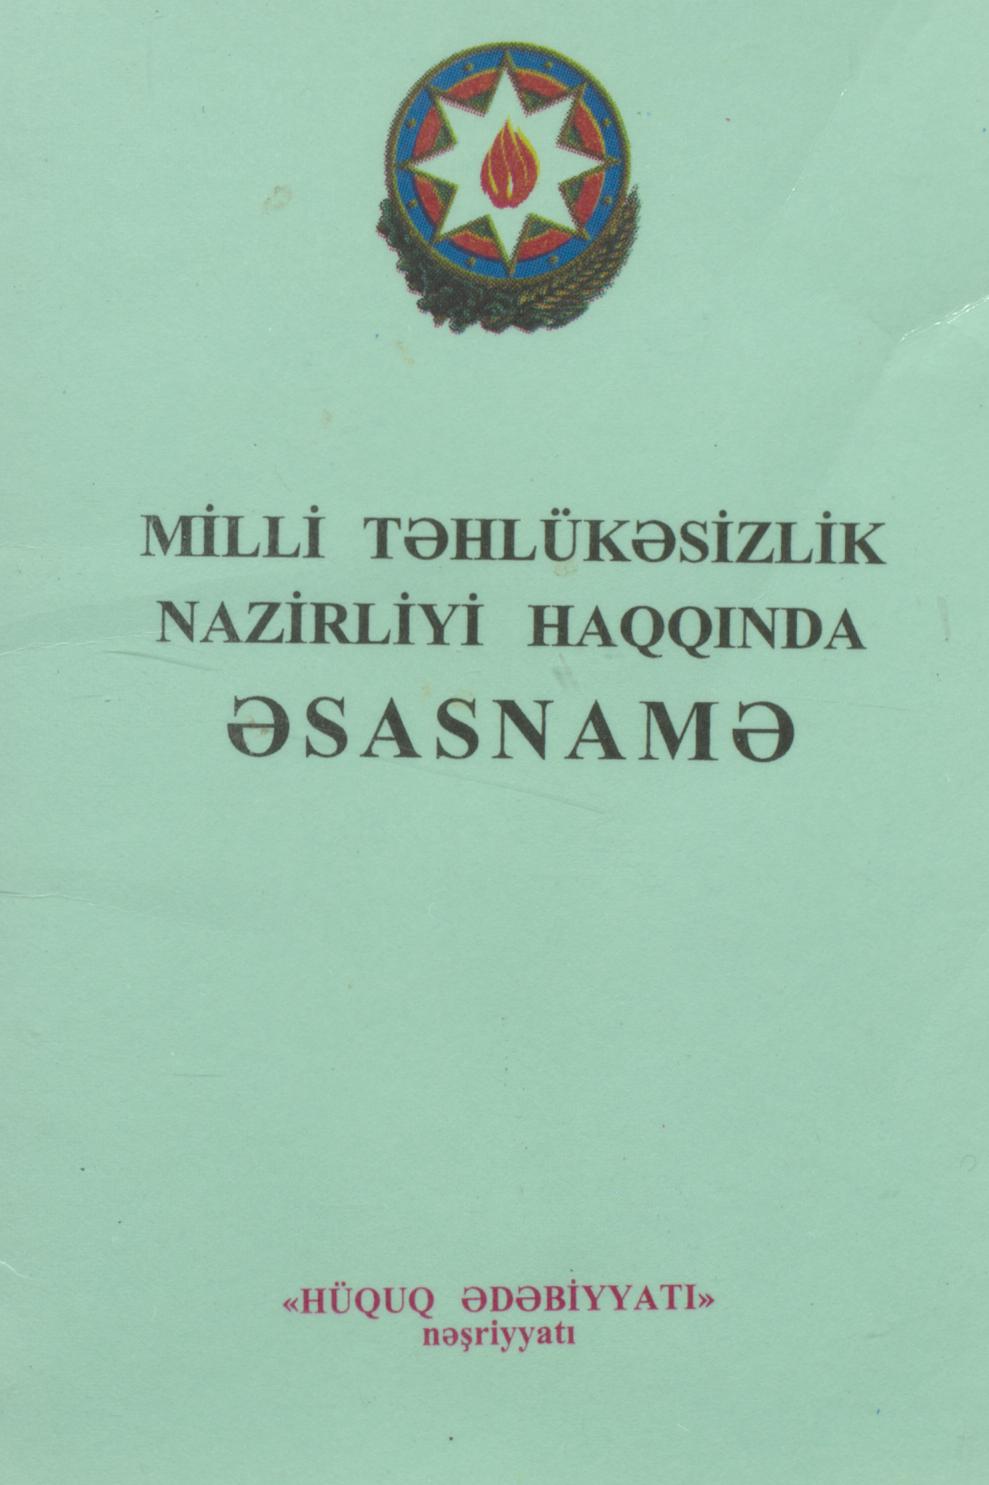 MİLLİ TƏHLÜKƏSİZLİK
NAZİRLİYİ HAQQINDA
ƏSASNAMƏ
«HÜQUQ ƏDƏBİYYATI»
nəşriyyatı